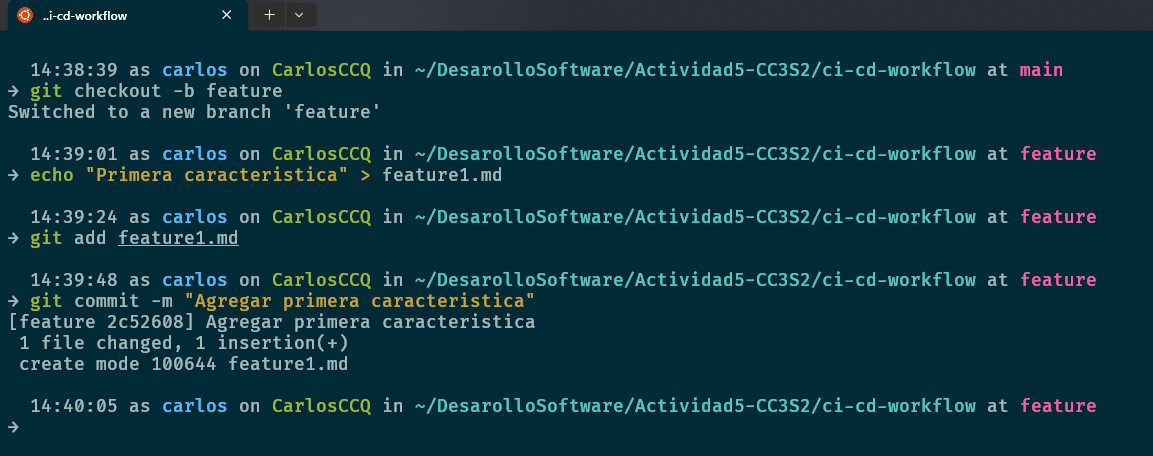 ..i-cd-workflow
14:38:39 as carlos on CarlosCCQ in ~/DesarolloSoftware/Actividad5-CC3S2/ci-cd-workflow at main
→ git checkout -b feature
Switched to a new branch 'feature'
14:39:01 as carlos on CarlosCCQ in ~/DesarolloSoftware/Actividad5-CC3S2/ci-cd-workflow at feature
→ echo "Primera caracteristica" > feature1.md
14:39:24 as carlos on CarlosCCQ in ~/DesarolloSoftware/Actividad5-CC3S2/ci-cd-workflow at feature
→ git add feature1.md
14:39:48 as carlos on CarlosCCQ in ~/DesarolloSoftware/Actividad5-CC3S2/ci-cd-workflow at feature
→ git commit -m "Agregar primera caracteristica"
[feature 2c52608] Agregar primera caracteristica
1 file changed, 1 insertion(+)
create mode 100644 feature1.md
14:40:05 as carlos on CarlosCCQ in ~/DesarolloSoftware/Actividad5-CC3S2/ci-cd-workflow at feature
→